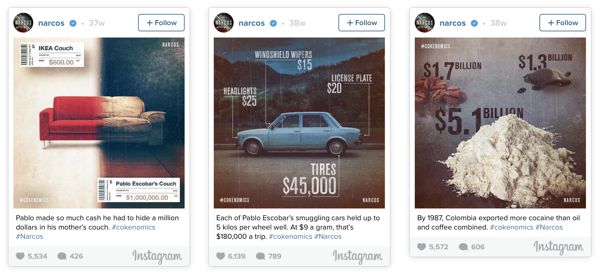 narcos • 37w
+ Follow
IKEA Couch
$800.00
NARCOS
Pablo Escobar's Couch
$1,000,000.00
#COKENOMICS
Pablo made so much cash he had to hide a million
dollars in his mother's couch. #cokenomics
#Narcos
5,534 426
Instagram
narcos • 38w
+ Follow
WINDSHIELD WIPERS
$15
LICENSE PLATE
$20
HEADLIGHTS
$25
TIRES
$45,000
#COKENOMICS
NARCOS
Each of Pablo Escobar's smuggling cars held up to
5 kilos per wheel well. At $9 a gram, that's
$180,000 a trip. #cokenomics #Narcos
6,139 789
Instagram
narcos • 38w
+ Follow
#COKENOMICS
NARCOS
$1.7 BILLION
$1.3 BILLION
$5.1 BILLION
By 1987, Colombia exported more cocaine than oil
and coffee combined. #cokenomics #Narcos
5,572 606
Instagram